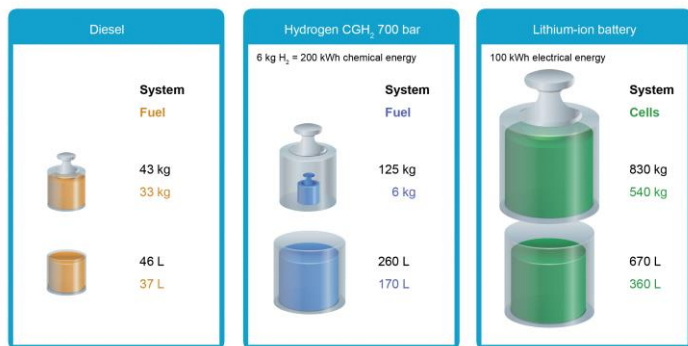 Diesel
System
Fuel
43 kg
33 kg
46 L
37 L
Hydrogen CGH₂ 700 bar
6 kg H₂ = 200 kWh chemical energy
System
Fuel
125 kg
6 kg
260 L
170 L
Lithium-ion battery
100 kWh electrical energy
System
Cells
830 kg
540 kg
670 L
360 L